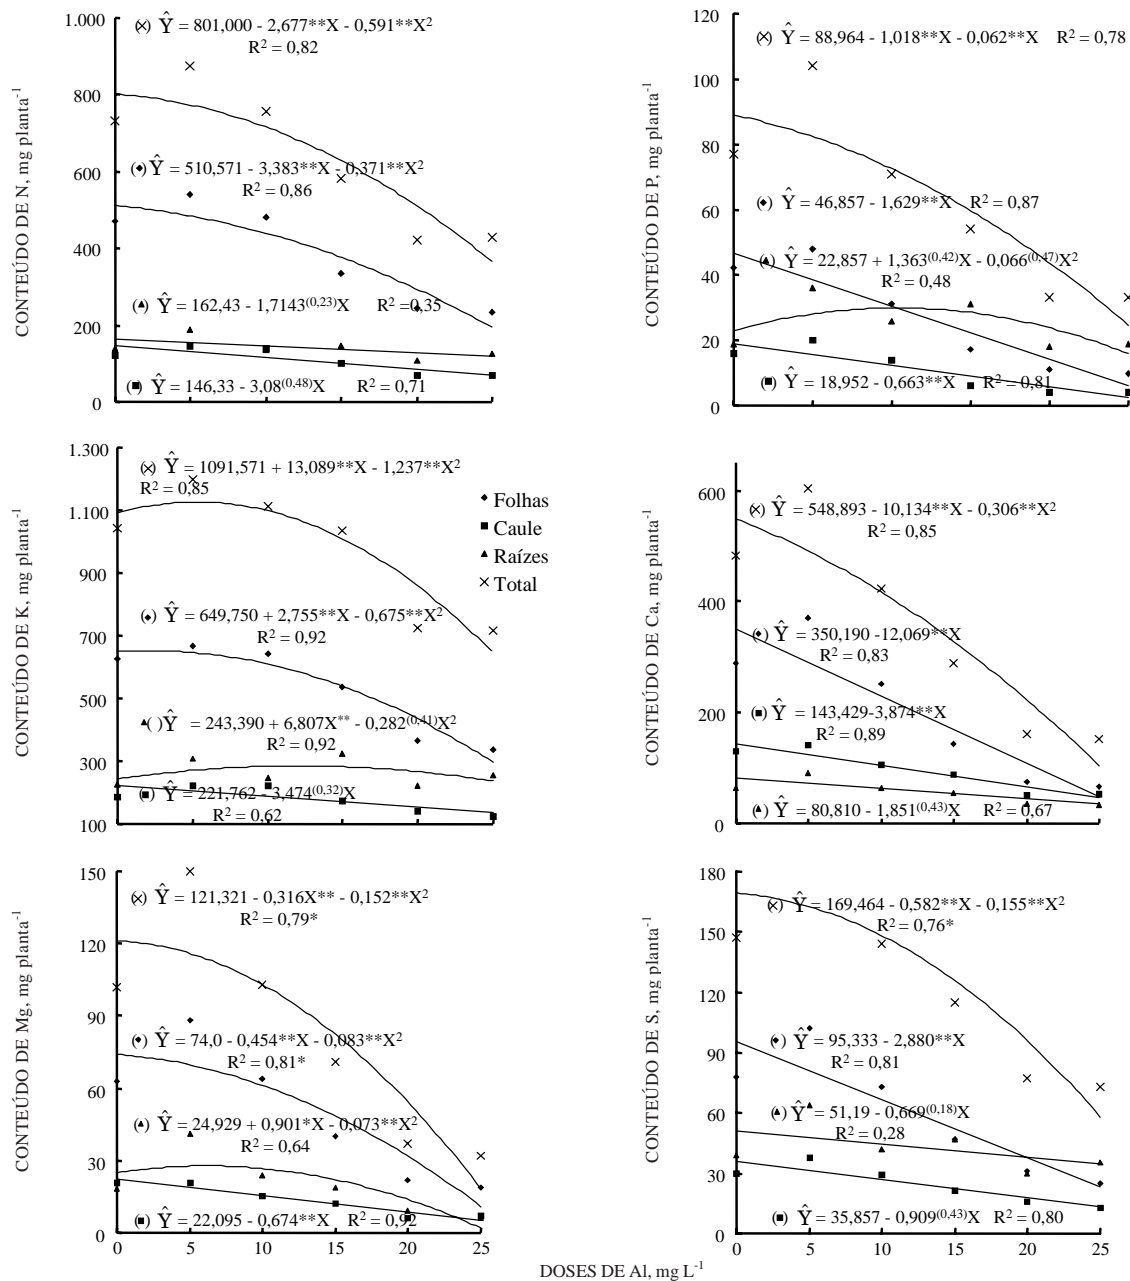 CONTEÚDO DE N, mg planta⁻¹
1.000
800
600
400
200
0
(×) Ŷ = 801,000 - 2,677**X - 0,591**X²
R² = 0,82
(♦) Ŷ = 510,571 - 3,383**X - 0,371**X²
R² = 0,86
(▲) Ŷ = 162,43 - 1,7143(0,23)X R² = 0,35
(■) Ŷ = 146,33 - 3,08(0,48)X R² = 0,71
CONTEÚDO DE P, mg planta⁻¹
120
100
80
60
40
20
0
(×) Ŷ = 88,964 - 1,018**X - 0,062**X R² = 0,78
(♦) Ŷ = 46,857 - 1,629**X R² = 0,87
(▲) Ŷ = 22,857 + 1,363(0,42)X - 0,066(0,47)X²
R² = 0,48
(■) Ŷ = 18,952 - 0,663**X R² = 0,81
CONTEÚDO DE K, mg planta⁻¹
1.300
1.100
900
700
500
300
100
(×) Ŷ = 1091,571 + 13,089**X - 1,237**X²
R² = 0,85
(♦) Ŷ = 649,750 + 2,755**X - 0,675**X²
R² = 0,92
(▲) Ŷ = 243,390 + 6,807X** - 0,282(0,41)X²
R² = 0,92
(■) Ŷ = 221,762 - 3,474(0,32)X
R² = 0,62
♦ Folhas
■ Caule
▲ Raízes
× Total
CONTEÚDO DE Ca, mg planta⁻¹
600
400
200
0
(×) Ŷ = 548,893 - 10,134**X - 0,306**X²
R² = 0,85
(♦) Ŷ = 350,190 -12,069**X
R² = 0,83
(■) Ŷ = 143,429-3,874**X
R² = 0,89
(▲) Ŷ = 80,810 - 1,851(0,43)X R² = 0,67
CONTEÚDO DE Mg, mg planta⁻¹
150
120
90
60
30
0
(×) Ŷ = 121,321 - 0,316X** - 0,152**X²
R² = 0,79*
(♦) Ŷ = 74,0 - 0,454**X - 0,083**X²
R² = 0,81*
(▲) Ŷ = 24,929 + 0,901*X - 0,073**X²
R² = 0,64
(■) Ŷ = 22,095 - 0,674**X R² = 0,92
0 5 10 15 20 25
CONTEÚDO DE S, mg planta⁻¹
180
150
120
90
60
30
0
(×) Ŷ = 169,464 - 0,582**X - 0,155**X²
R² = 0,76*
(♦) Ŷ = 95,333 - 2,880**X
R² = 0,81
(▲) Ŷ = 51,19 - 0,669(0,18)X
R² = 0,28
(■) Ŷ = 35,857 - 0,909(0,43)X R² = 0,80
0 5 10 15 20 25
DOSES DE Al, mg L⁻¹